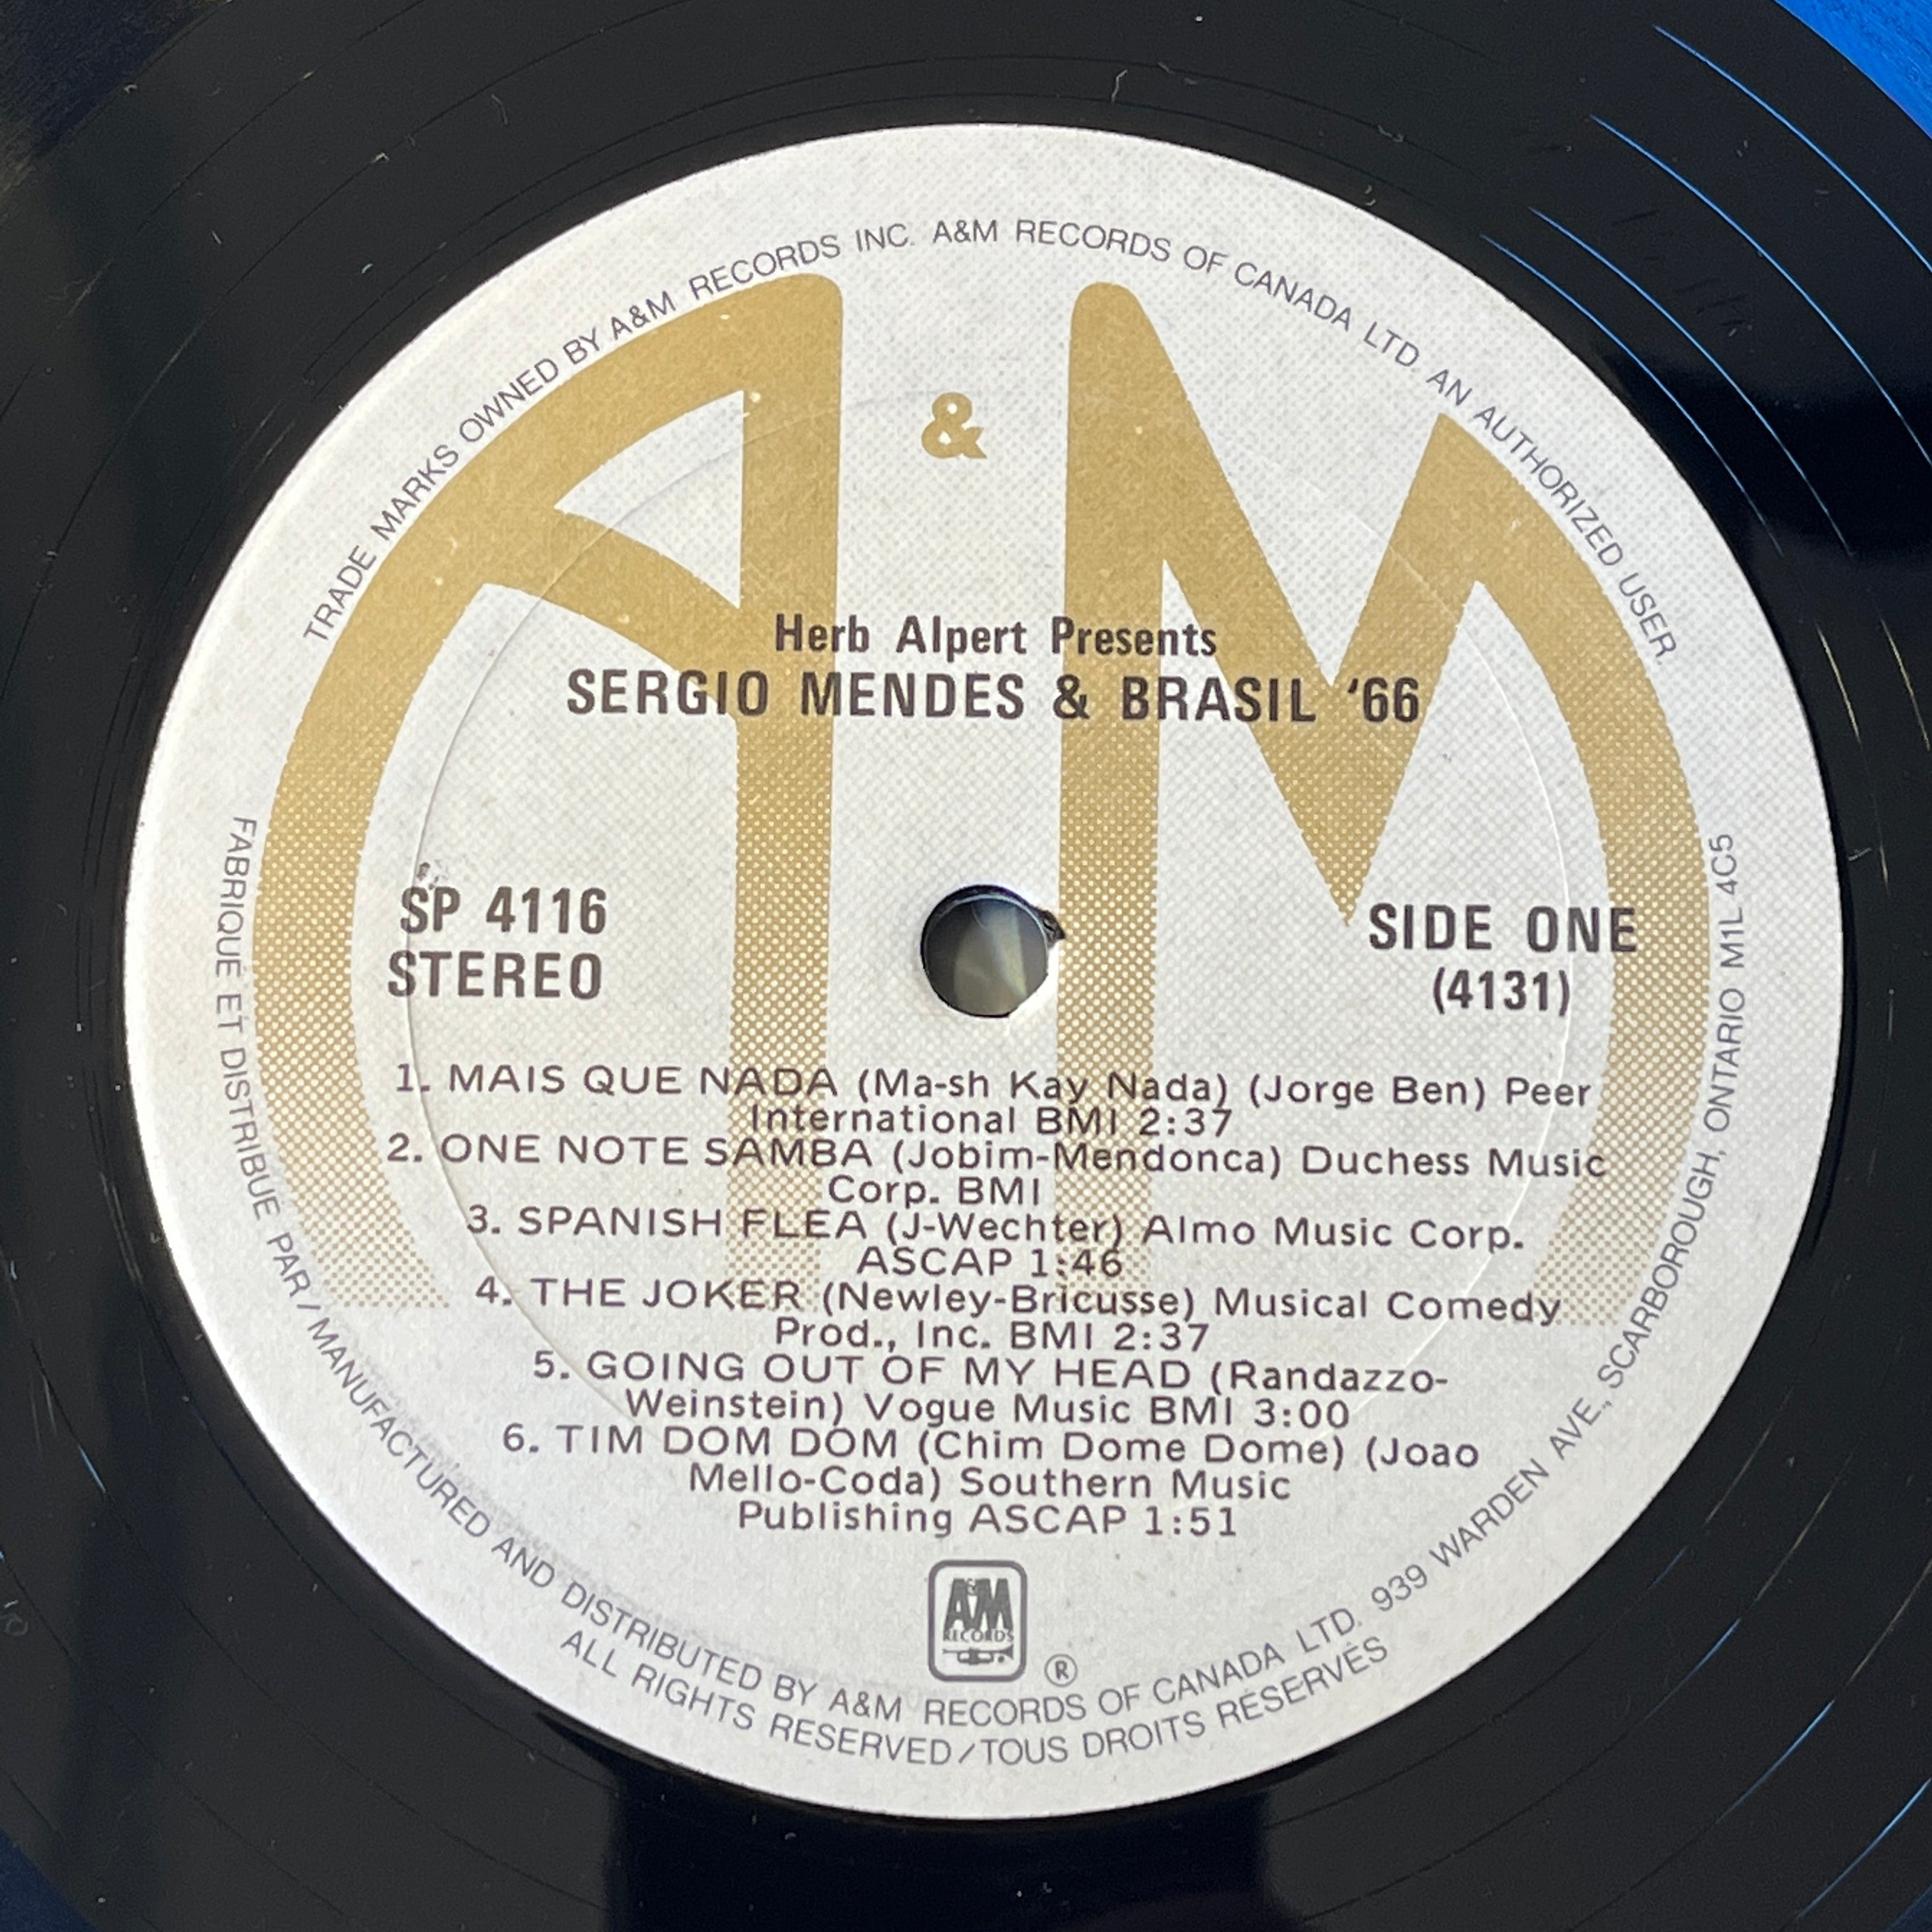 TRADE MARKS OWNED BY A&M RECORDS INC. A&M RECORDS OF CANADA LTD. AN AUTHORIZED USER.
A & M
Herb Alpert Presents
SERGIO MENDES & BRASIL '66
SP 4116
STEREO
SIDE ONE
(4131)
1. MAIS QUE NADA (Ma-sh Kay Nada) (Jorge Ben) Peer
International BMI 2:37
2. ONE NOTE SAMBA (Jobim-Mendonca) Duchess Music
Corp. BMI
3. SPANISH FLEA (J-Wechter) Almo Music Corp.
ASCAP 1:46
4. THE JOKER (Newley-Bricusse) Musical Comedy
Prod., Inc. BMI 2:37
5. GOING OUT OF MY HEAD (Randazzo-
Weinstein) Vogue Music BMI 3:00
6. TIM DOM DOM (Chim Dome Dome) (Joao
Mello-Coda) Southern Music
Publishing ASCAP 1:51
A&M
RECORDS
®
FABRIQUÉ ET DISTRIBUÉ PAR / MANUFACTURED AND DISTRIBUTED BY A&M RECORDS OF CANADA LTD. 939 WARDEN AVE., SCARBOROUGH, ONTARIO M1L 4C5
ALL RIGHTS RESERVED/TOUS DROITS RÉSERVÉS